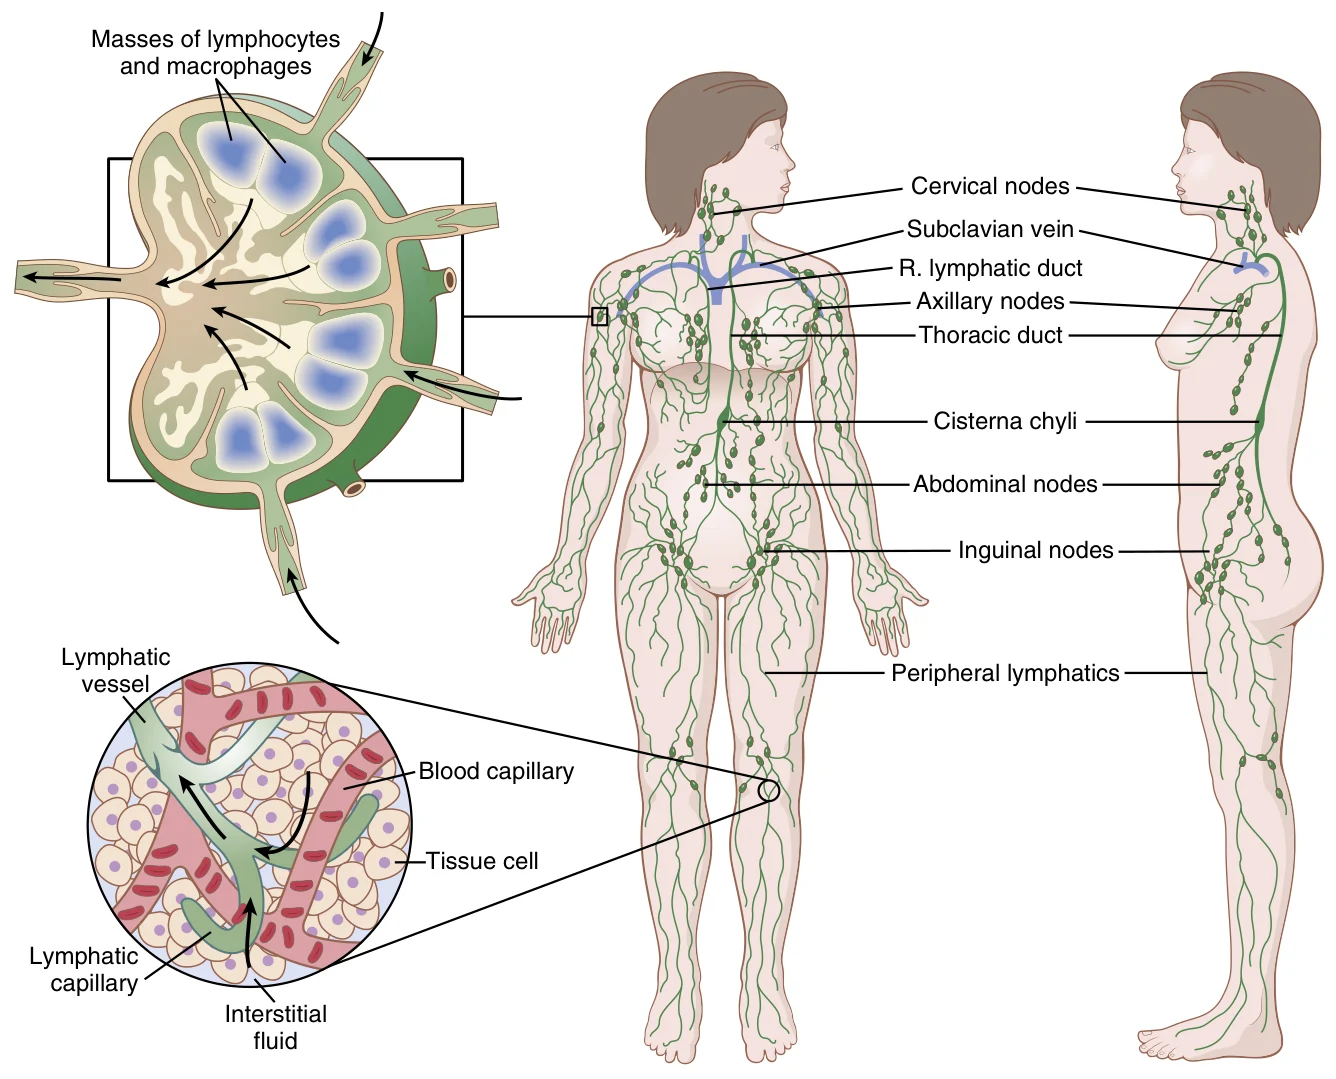 Masses of lymphocytes
and macrophages
Cervical nodes
Subclavian vein
R. lymphatic duct
Axillary nodes
Thoracic duct
Cisterna chyli
Abdominal nodes
Inguinal nodes
Peripheral lymphatics
Lymphatic
vessel
Blood capillary
Tissue cell
Lymphatic
capillary
Interstitial
fluid